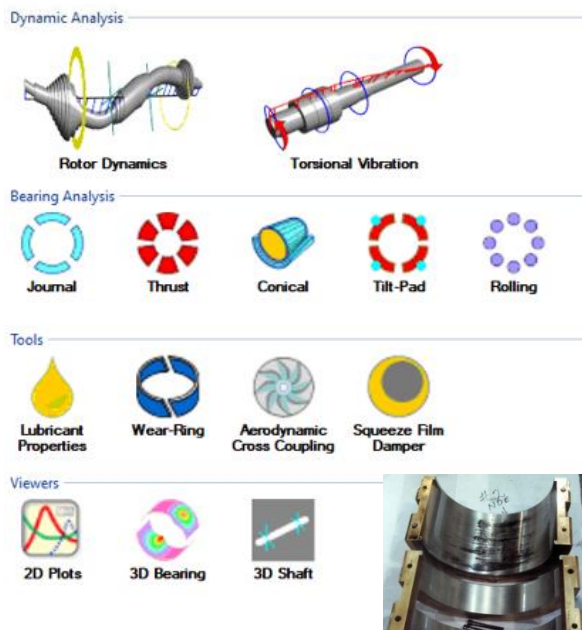 Dynamic Analysis
Rotor Dynamics
Torsional Vibration
Bearing Analysis
Journal
Thrust
Conical
Tilt-Pad
Rolling
Tools
Lubricant
Properties
Wear-Ring
Aerodynamic
Cross Coupling
Squeeze Film
Damper
Viewers
2D Plots
3D Bearing
3D Shaft